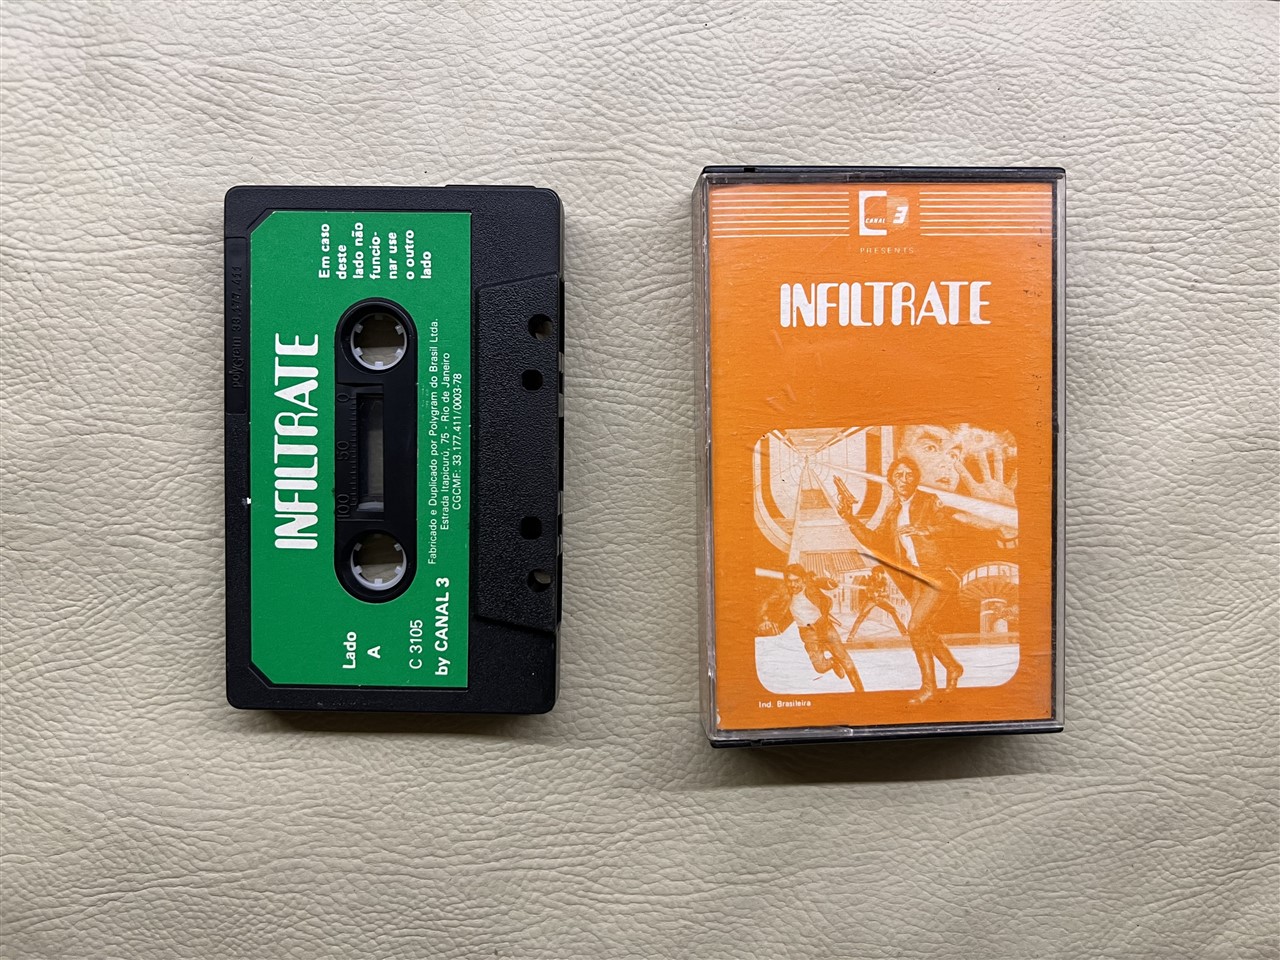 INFILTRATE
Em caso
deste
lado não
funcio-
nar use
o outro
lado
100 50 0
Fabricado e Duplicado por Polygram do Brasil Ltda.
Estrada Itapicurú, 75 - Rio de Janeiro
CGCMF: 33.177.411/0003-78
Lado
A
C 3105
by CANAL 3
CANAL 3
PRESENTS
INFILTRATE
Ind. Brasileira